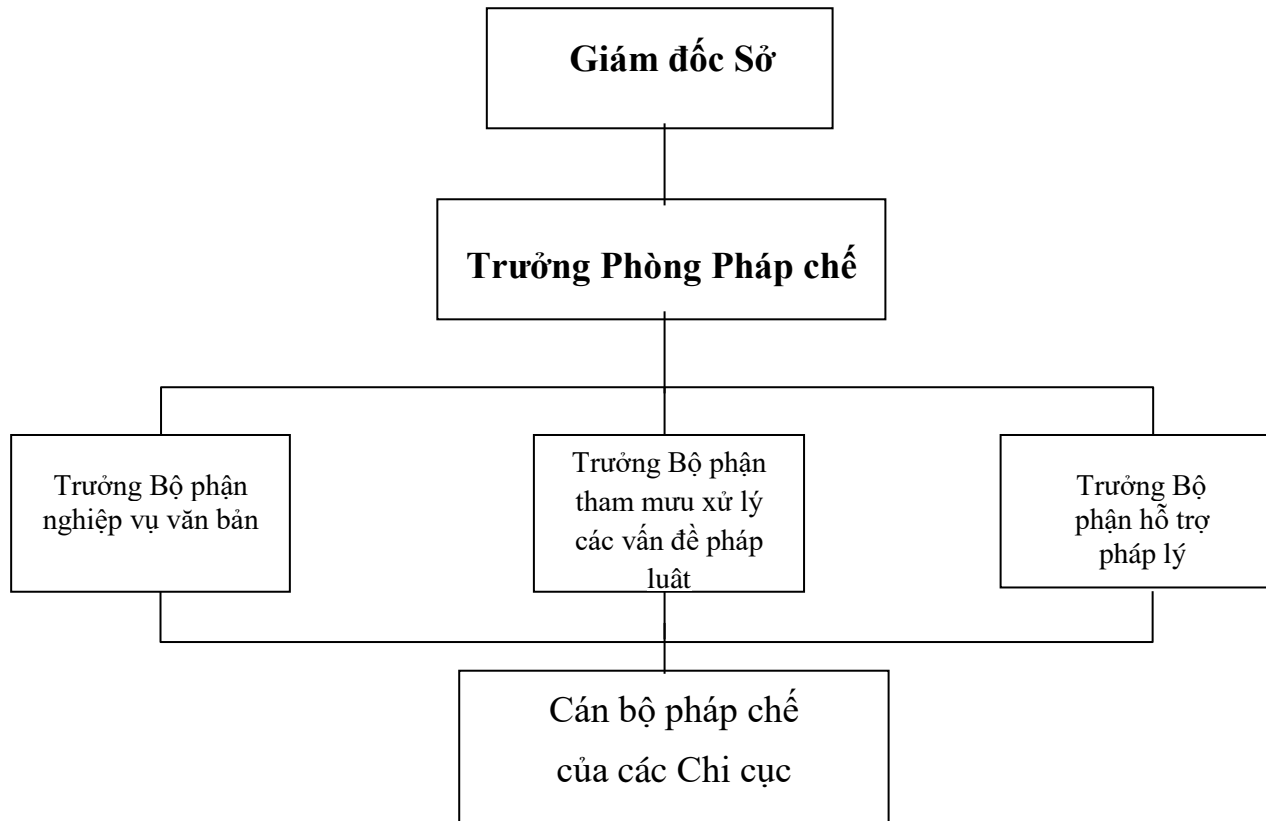 Giám đốc Sở
Trưởng Phòng Pháp chế
Trưởng Bộ phận
nghiệp vụ văn bản
Trưởng Bộ phận
tham mưu xử lý
các vấn đề pháp
luât
Trưởng Bộ
phận hỗ trợ
pháp lý
Cán bộ pháp chế
của các Chi cục